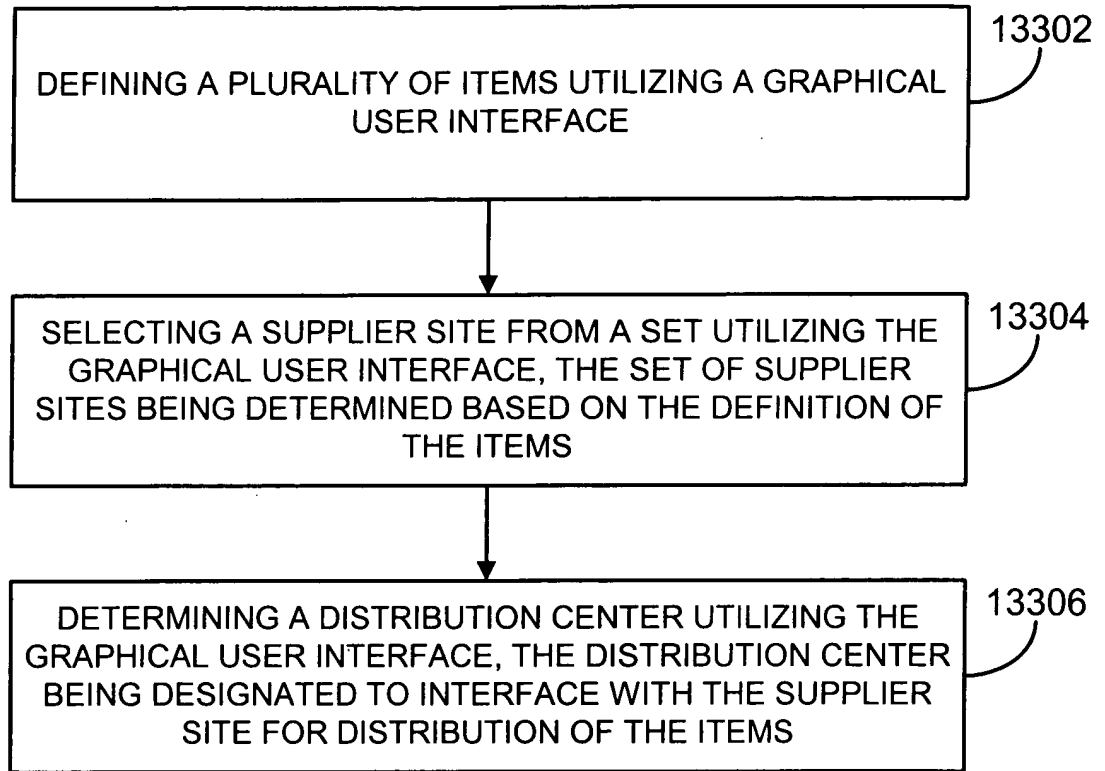 13302
DEFINING A PLURALITY OF ITEMS UTILIZING A GRAPHICAL
USER INTERFACE
13304
SELECTING A SUPPLIER SITE FROM A SET UTILIZING THE
GRAPHICAL USER INTERFACE, THE SET OF SUPPLIER
SITES BEING DETERMINED BASED ON THE DEFINITION OF
THE ITEMS
13306
DETERMINING A DISTRIBUTION CENTER UTILIZING THE
GRAPHICAL USER INTERFACE, THE DISTRIBUTION CENTER
BEING DESIGNATED TO INTERFACE WITH THE SUPPLIER
SITE FOR DISTRIBUTION OF THE ITEMS